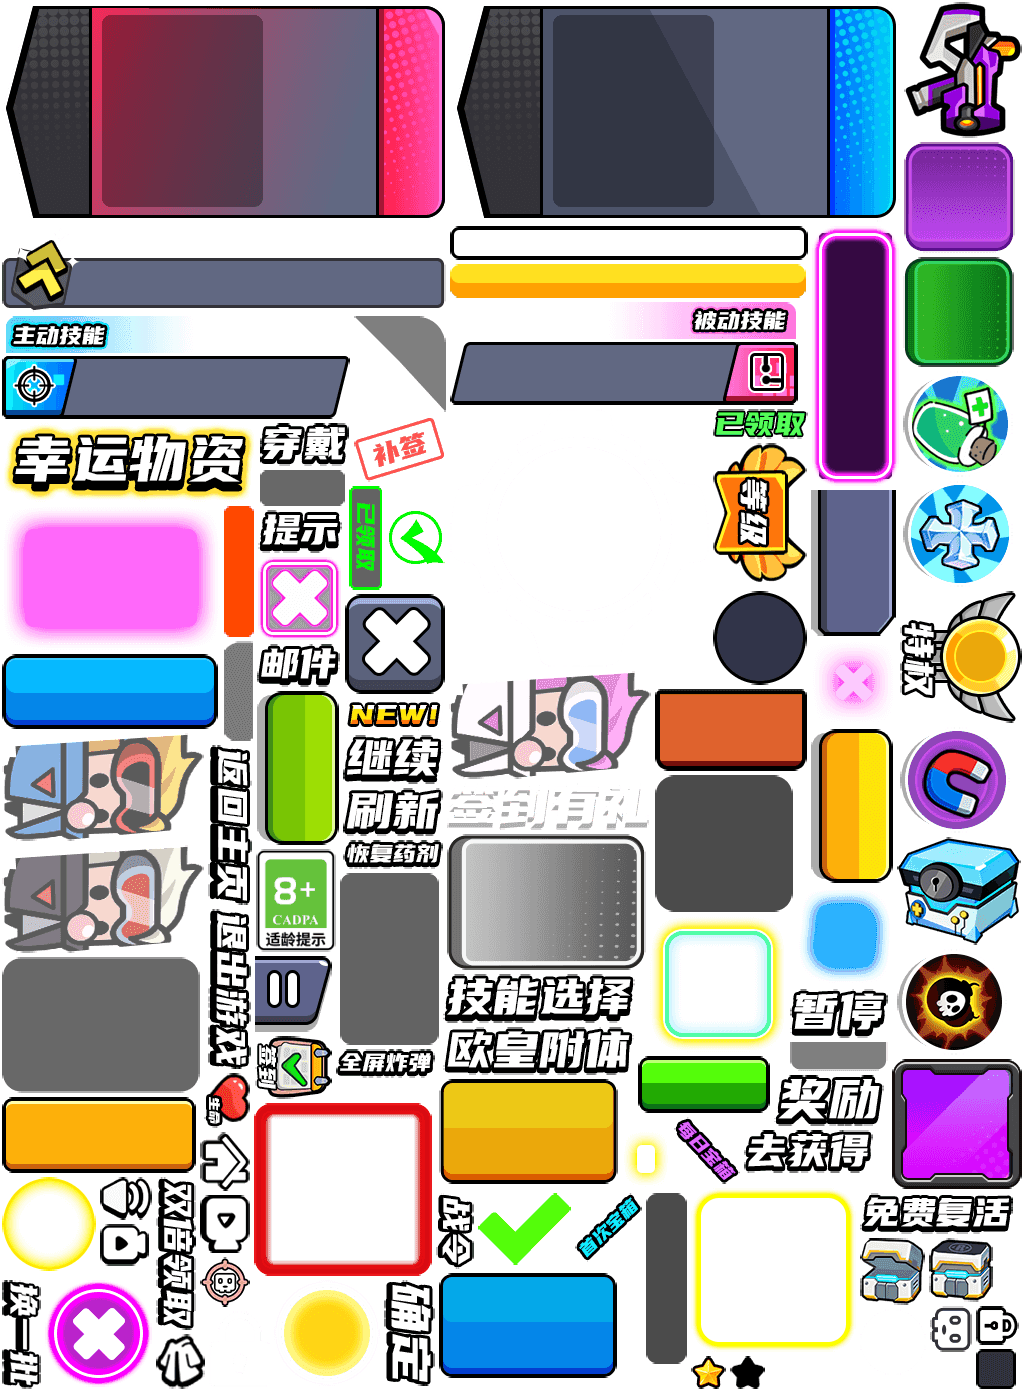 主动技能
被动技能
已领取
幸运物资
穿戴
补签
等级
提示
已领取
特权
邮件
NEW!
继续
刷新
恢复药剂
签到有礼
返回主页
8+
CADPA
适龄提示
退出游戏
技能选择
欧皇附体
暂停
签到
全屏炸弹
生命
奖励
每日宝箱
去获得
双倍领取
战令
首次宝箱
免费复活
换一批
确定